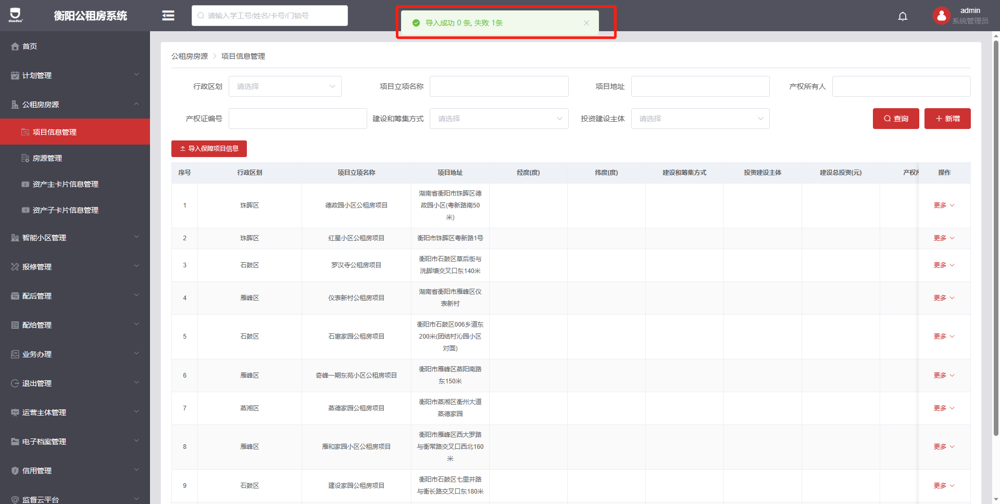 deaden
衡阳公租房系统
请输入学工号/姓名/卡号/门锁号
导入成功 0 条, 失败 1条
admin
系统管理员
首页
计划管理
公租房房源
项目信息管理
房源管理
资产主卡片信息管理
资产子卡片信息管理
智能小区管理
报修管理
配后管理
配给管理
业务办理
退出管理
运营主体管理
电子档案管理
信用管理
监督云平台
公租房房源 > 项目信息管理
行政区划 请选择 项目立项名称 项目地址 产权所有人
产权证编号 建设和筹集方式 请选择 投资建设主体 请选择 查询 新增
导入保障项目信息
序号 行政区划 项目立项名称 项目地址 经度(度) 纬度(度) 建设和筹集方式 投资建设主体 建设总投资(元) 产权 操作
1 珠晖区 德政园小区公租房项目 湖南省衡阳市珠晖区德
政园小区(粤新路南50
米) 更多
2 珠晖区 红星小区公租房项目 衡阳市珠晖区粤新路1号 更多
3 石鼓区 罗汉寺公租房项目 衡阳市石鼓区草后街与
洗脚塘交叉口东140米 更多
4 雁峰区 仪表新村公租房项目 湖南省衡阳市雁峰区仪
表新村 更多
5 石鼓区 石惠家园公租房项目 衡阳市石鼓区006乡道东
200米(团结村沁园小区
对面) 更多
6 雁峰区 奇峰一期东苑小区公租房项目 衡阳市雁峰区蒸阳南路
东150米 更多
7 蒸湘区 蒸德家园公租房项目 衡阳市蒸湘区衡州大道
蒸德家园 更多
8 雁峰区 雁和家园小区公租房项目 衡阳市雁峰区西大罗路
与衡常路交叉口西北160
米 更多
9 石鼓区 建设家园公租房项目 衡阳市石鼓区七里井路
与衡长路交叉口东180米 更多